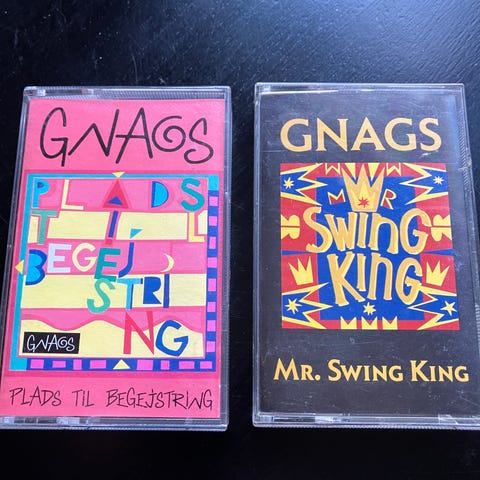 GNAGS
PLADS
TIL
BEGEJ
STRI
NG
GNAGS
PLADS TIL BEGEJSTRING
GNAGS
MR
SWING
KING
MR. SWING KING